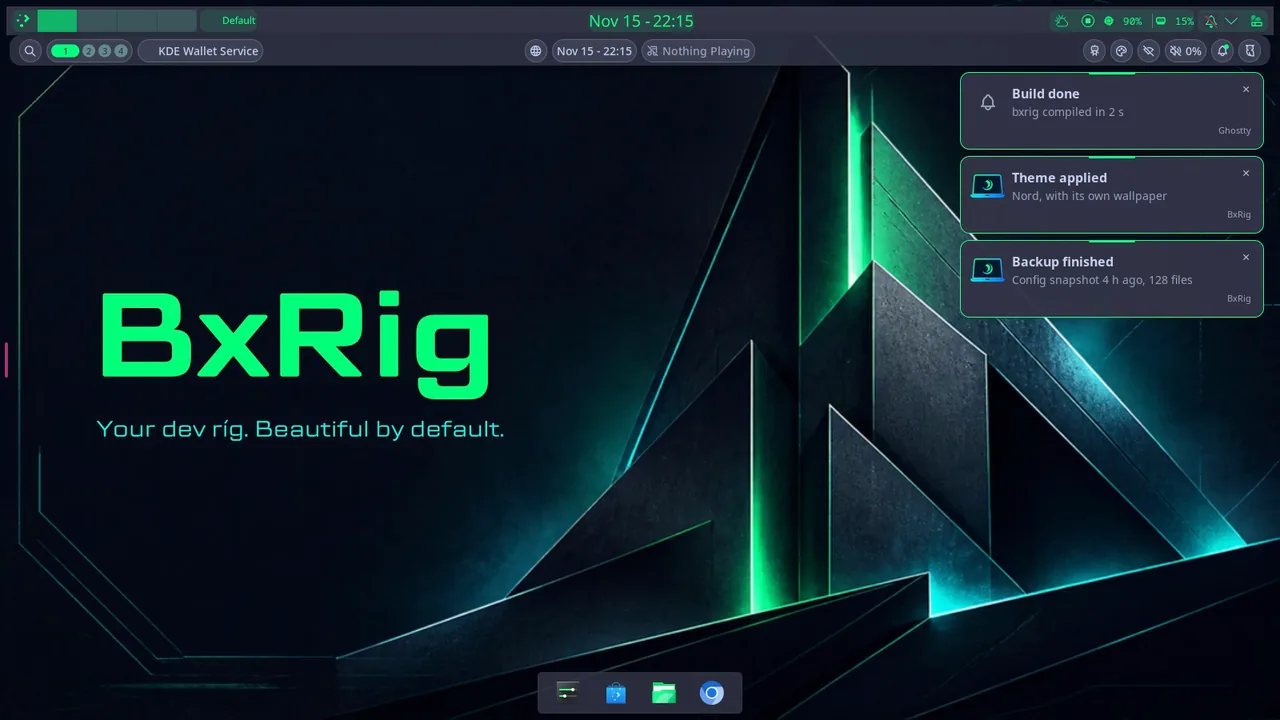 Default
Nov 15 - 22:15
90%
15%
1
2
3
4
KDE Wallet Service
Nov 15 - 22:15
Nothing Playing
0%
Build done
bxrig compiled in 2 s
Ghostty
Theme applied
Nord, with its own wallpaper
BxRig
Backup finished
Config snapshot 4 h ago, 128 files
BxRig
BxRig
Your dev ríg. Beautiful by default.